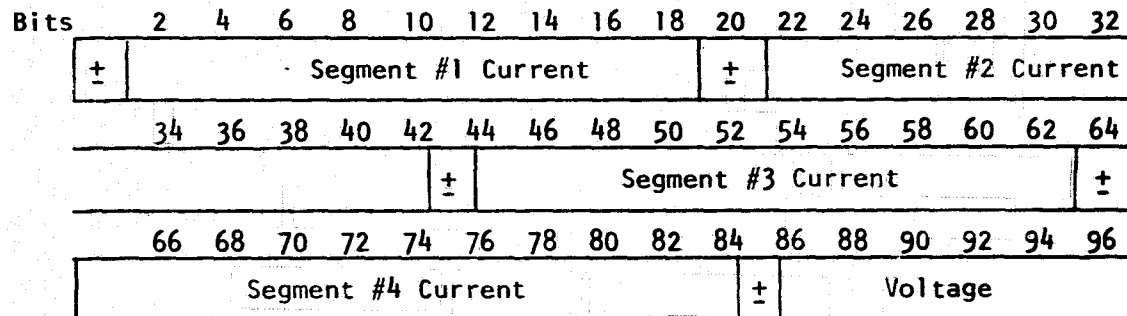 Bits 2 4 6 8 10 12 14 16 18 20 22 24 26 28 30 32
± Segment #1 Current ± Segment #2 Current
34 36 38 40 42 44 46 48 50 52 54 56 58 60 62 64
± Segment #3 Current ±
66 68 70 72 74 76 78 80 82 84 86 88 90 92 94 96
Segment #4 Current ± Voltage